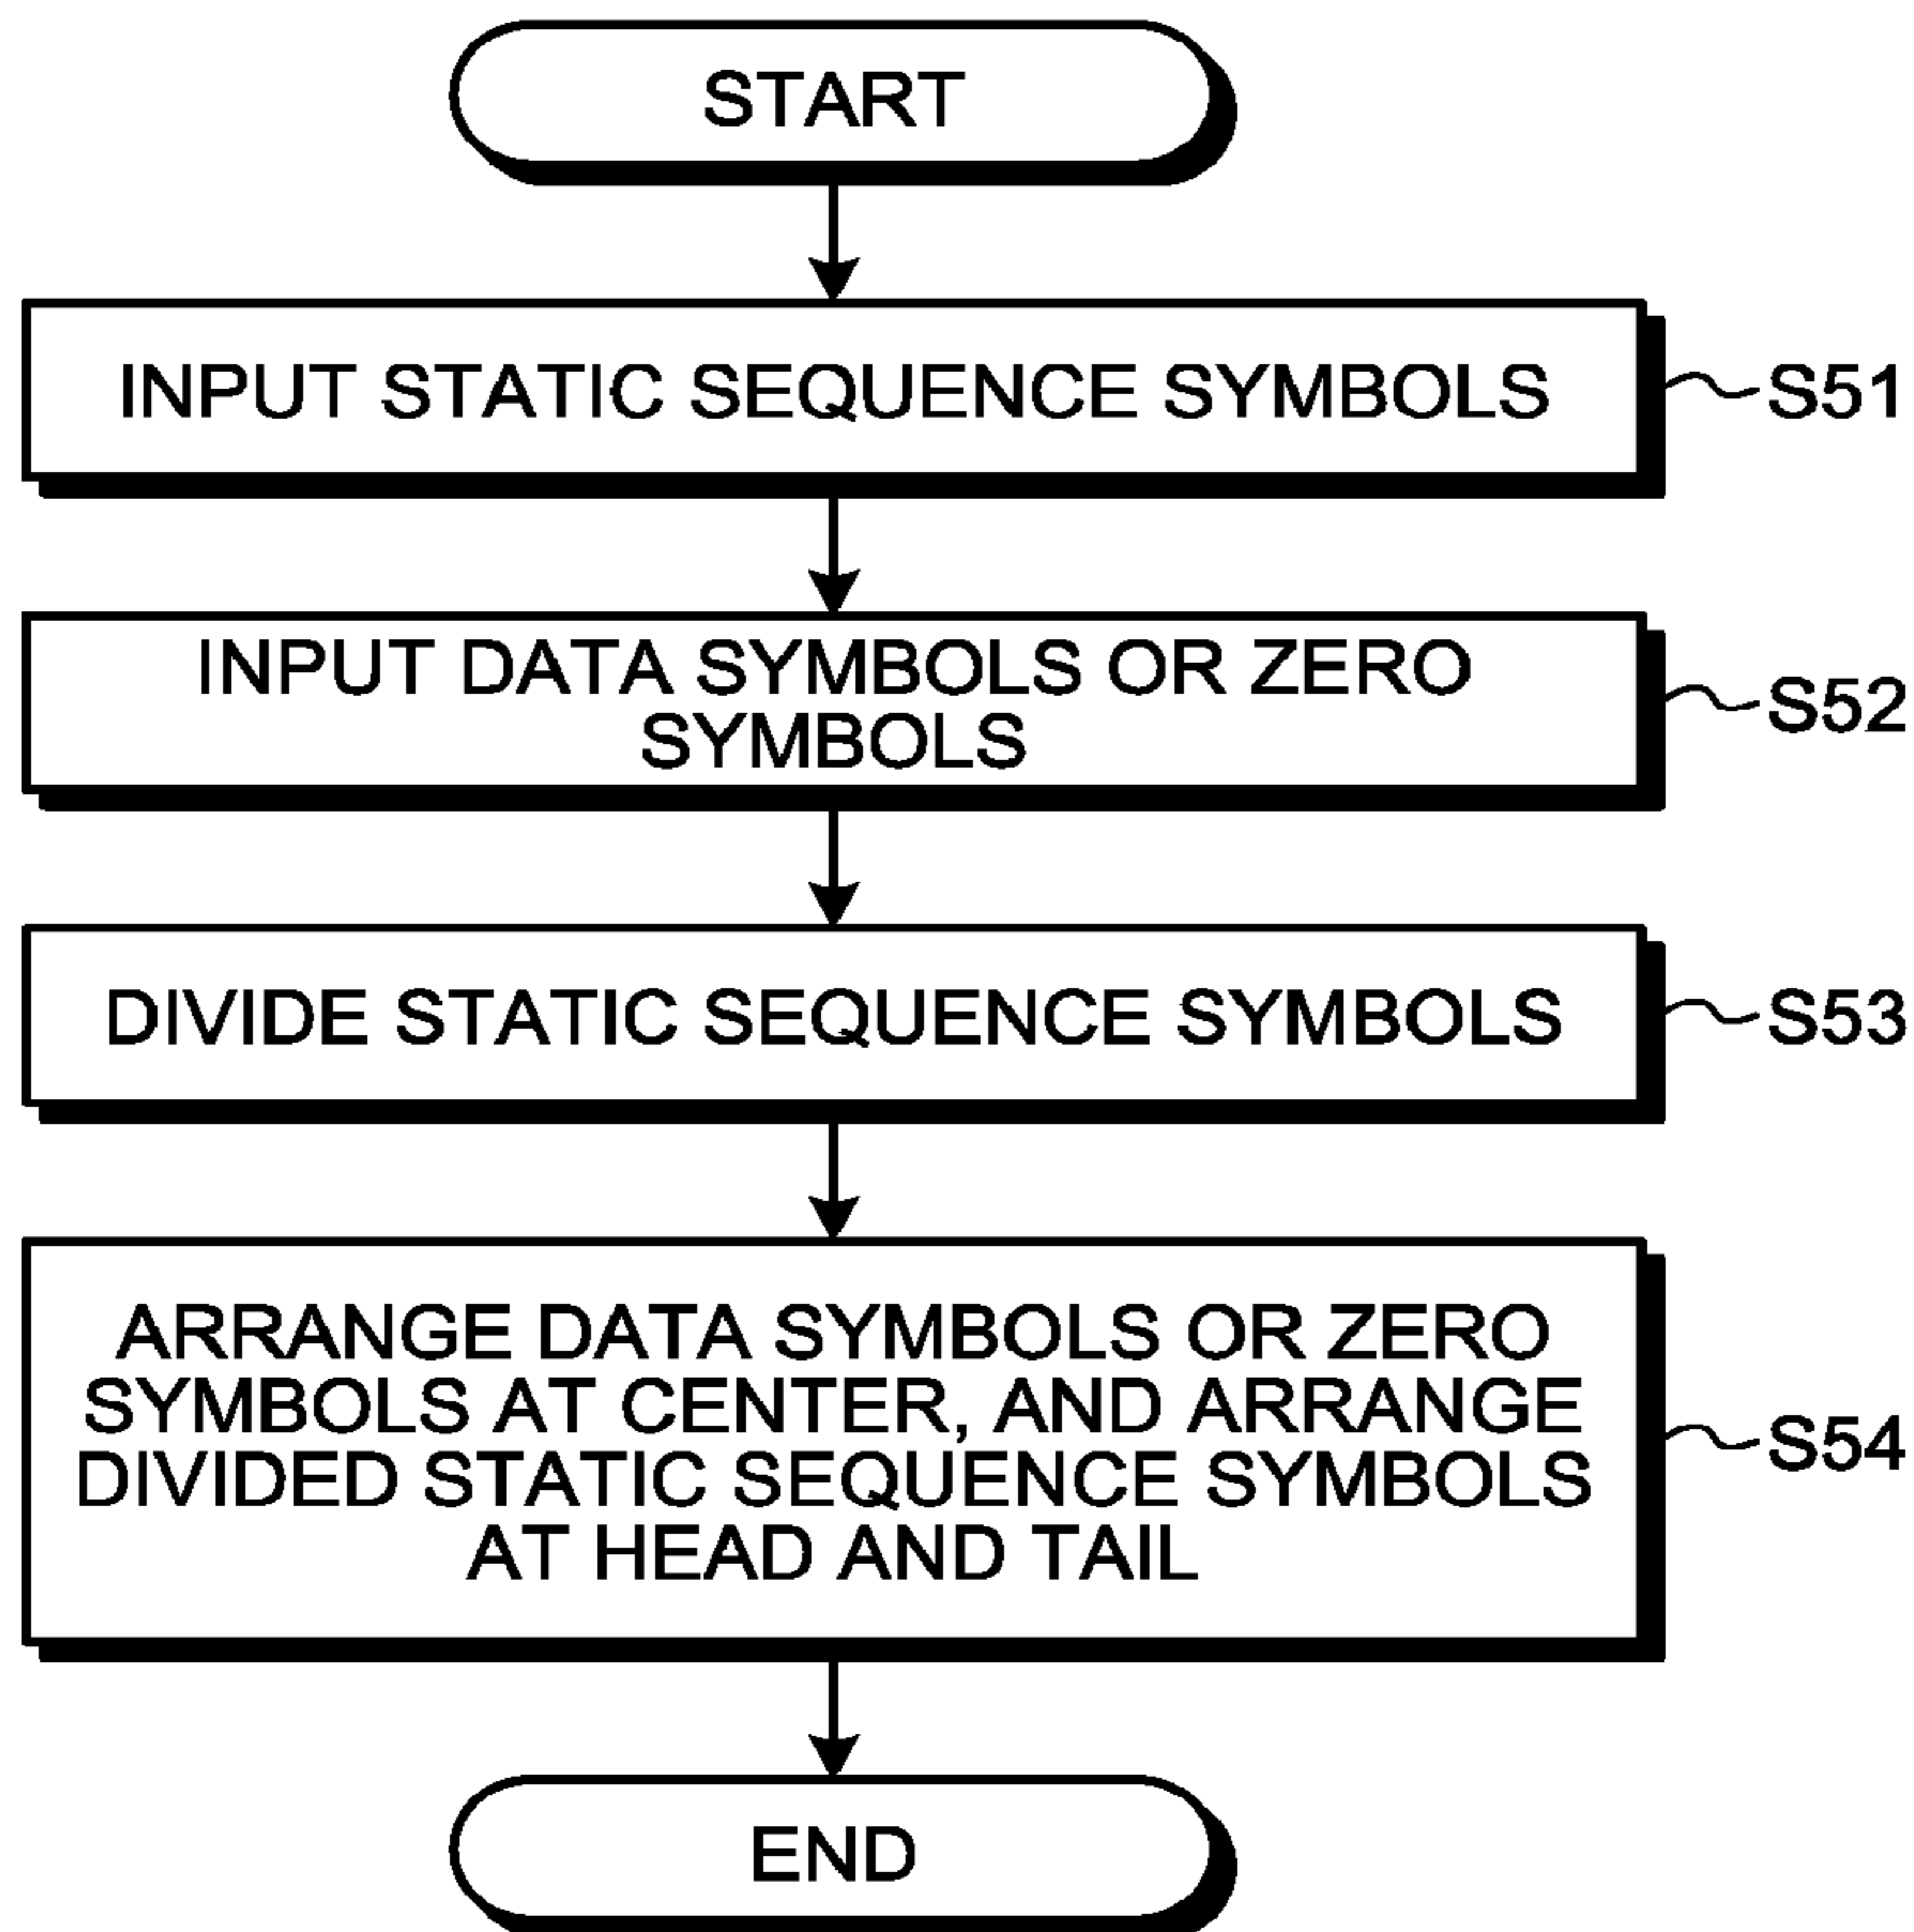 START
INPUT STATIC SEQUENCE SYMBOLS
S51
INPUT DATA SYMBOLS OR ZERO
SYMBOLS
S52
DIVIDE STATIC SEQUENCE SYMBOLS
S53
ARRANGE DATA SYMBOLS OR ZERO
SYMBOLS AT CENTER, AND ARRANGE
DIVIDED STATIC SEQUENCE SYMBOLS
AT HEAD AND TAIL
S54
END